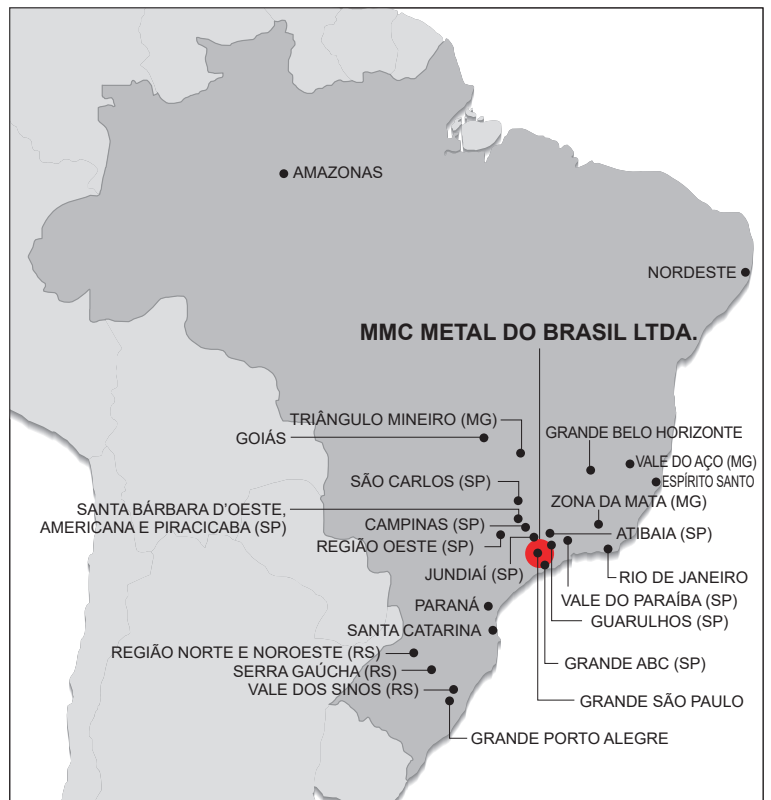 AMAZONAS
NORDESTE
MMC METAL DO BRASIL LTDA.
TRIÂNGULO MINEIRO (MG)
GOIÁS
GRANDE BELO HORIZONTE
VALE DO AÇO (MG)
ESPÍRITO SANTO
SÃO CARLOS (SP)
ZONA DA MATA (MG)
SANTA BÁRBARA D'OESTE,
AMERICANA E PIRACICABA (SP)
CAMPINAS (SP)
ATIBAIA (SP)
REGIÃO OESTE (SP)
JUNDIAÍ (SP)
RIO DE JANEIRO
VALE DO PARAÍBA (SP)
PARANÁ
GUARULHOS (SP)
SANTA CATARINA
REGIÃO NORTE E NOROESTE (RS)
GRANDE ABC (SP)
SERRA GAÚCHA (RS)
VALE DOS SINOS (RS)
GRANDE SÃO PAULO
GRANDE PORTO ALEGRE